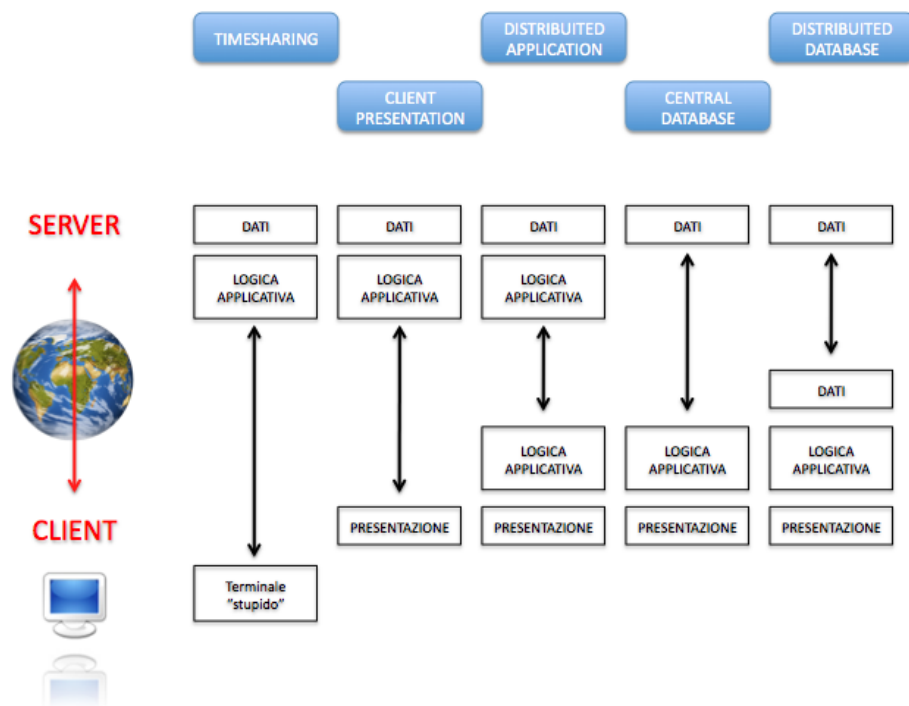 TIMESHARING
DISTRIBUITED
APPLICATION
DISTRIBUITED
DATABASE
CLIENT
PRESENTATION
CENTRAL
DATABASE
SERVER
DATI
DATI
DATI
DATI
DATI
LOGICA
APPLICATIVA
LOGICA
APPLICATIVA
LOGICA
APPLICATIVA
DATI
LOGICA
APPLICATIVA
LOGICA
APPLICATIVA
LOGICA
APPLICATIVA
CLIENT
PRESENTAZIONE
PRESENTAZIONE
PRESENTAZIONE
PRESENTAZIONE
Terminale
"stupido"